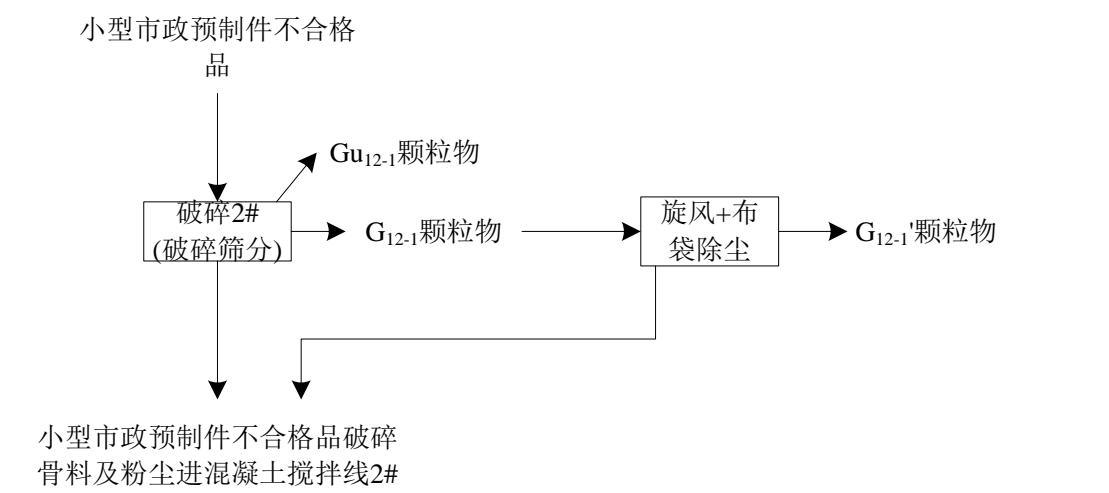 小型市政预制件不合格
品
Gu12-1颗粒物
破碎2#
(破碎筛分)
G12-1颗粒物
旋风+布
袋除尘
G12-1'颗粒物
小型市政预制件不合格品破碎
骨料及粉尘进混凝土搅拌线2#